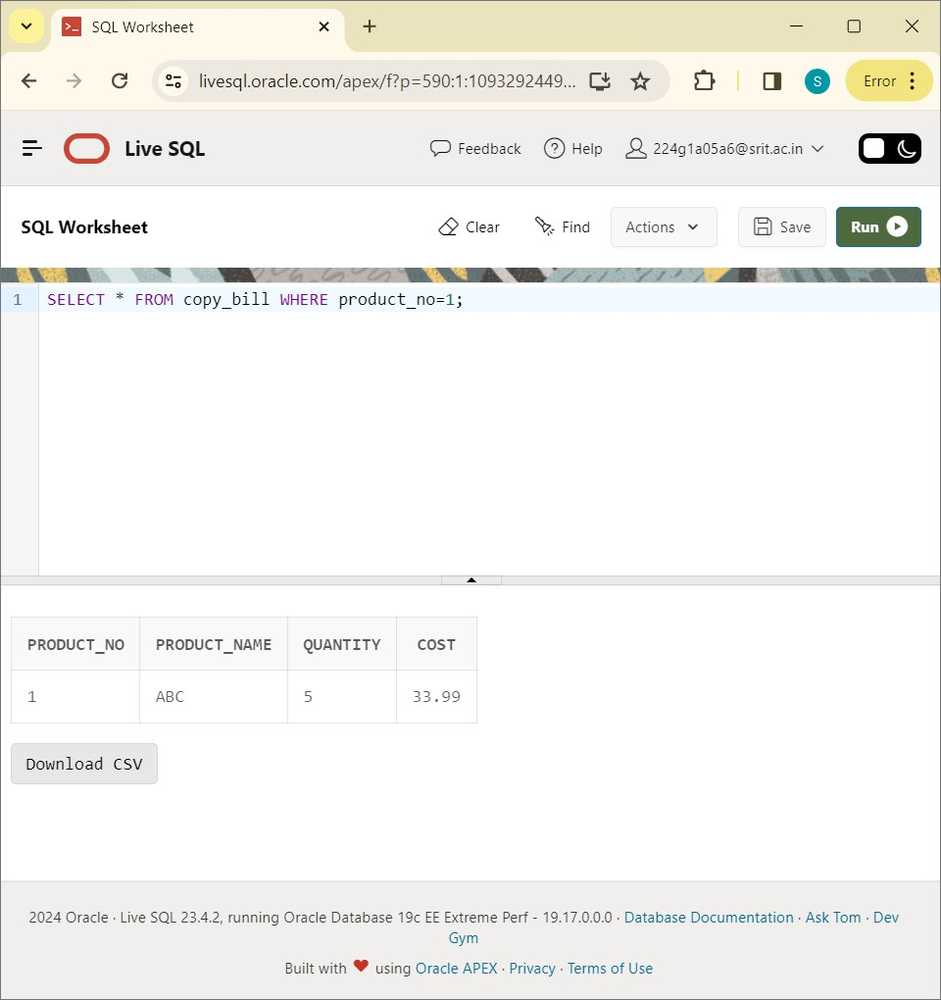 SQL Worksheet
livesql.oracle.com/apex/f?p=590:1:1093292449...
S
Error
Live SQL
Feedback
Help
224g1a05a6@srit.ac.in
SQL Worksheet
Clear
Find
Actions
Save
Run
1 SELECT * FROM copy_bill WHERE product_no=1;
PRODUCT_NO PRODUCT_NAME QUANTITY COST
1 ABC 5 33.99
Download CSV
2024 Oracle · Live SQL 23.4.2, running Oracle Database 19c EE Extreme Perf - 19.17.0.0.0 · Database Documentation · Ask Tom · Dev
Gym
Built with ❤ using Oracle APEX · Privacy · Terms of Use